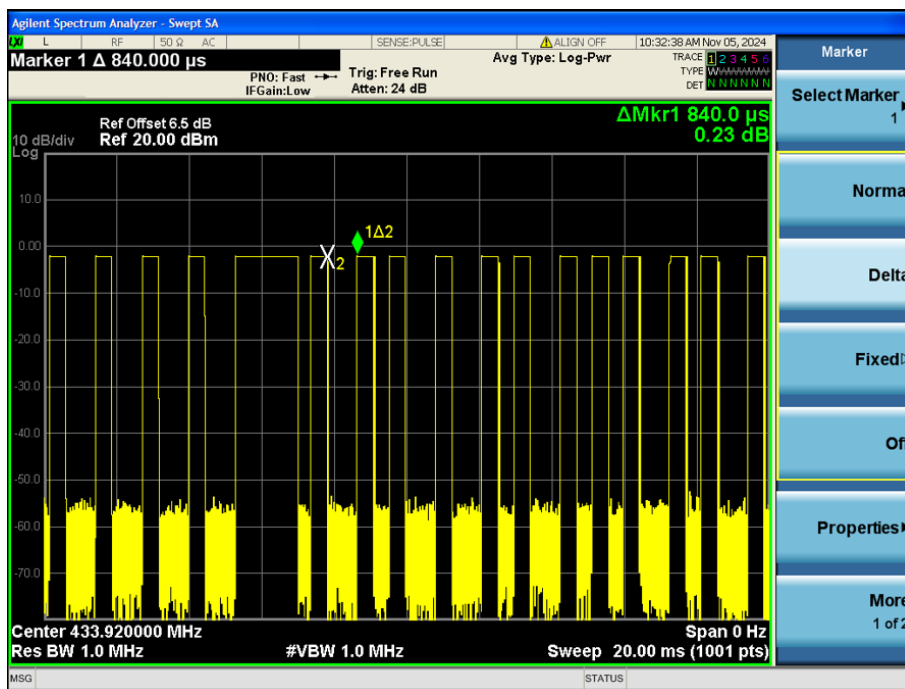 Agilent Spectrum Analyzer - Swept SA
LXI L RF 50 Ω AC SENSE:PULSE ALIGN OFF 10:32:38 AM Nov 05, 2024
Marker 1 Δ 840.000 µs
PNO: Fast
IFGain:Low
Trig: Free Run
Atten: 24 dB
Avg Type: Log-Pwr
TRACE 1 2 3 4 5 6
TYPE W
DET N N N N N N
ΔMkr1 840.0 µs
0.23 dB
Ref Offset 6.5 dB
10 dB/div Ref 20.00 dBm
Log
10.0
0.00
-10.0
-20.0
-30.0
-40.0
-50.0
-60.0
-70.0
1Δ2
X2
Center 433.920000 MHz Span 0 Hz
Res BW 1.0 MHz #VBW 1.0 MHz Sweep 20.00 ms (1001 pts)
MSG STATUS
Marker
Select Marker
1
Norma
Delta
Fixed
Of
Properties
More
1 of 2